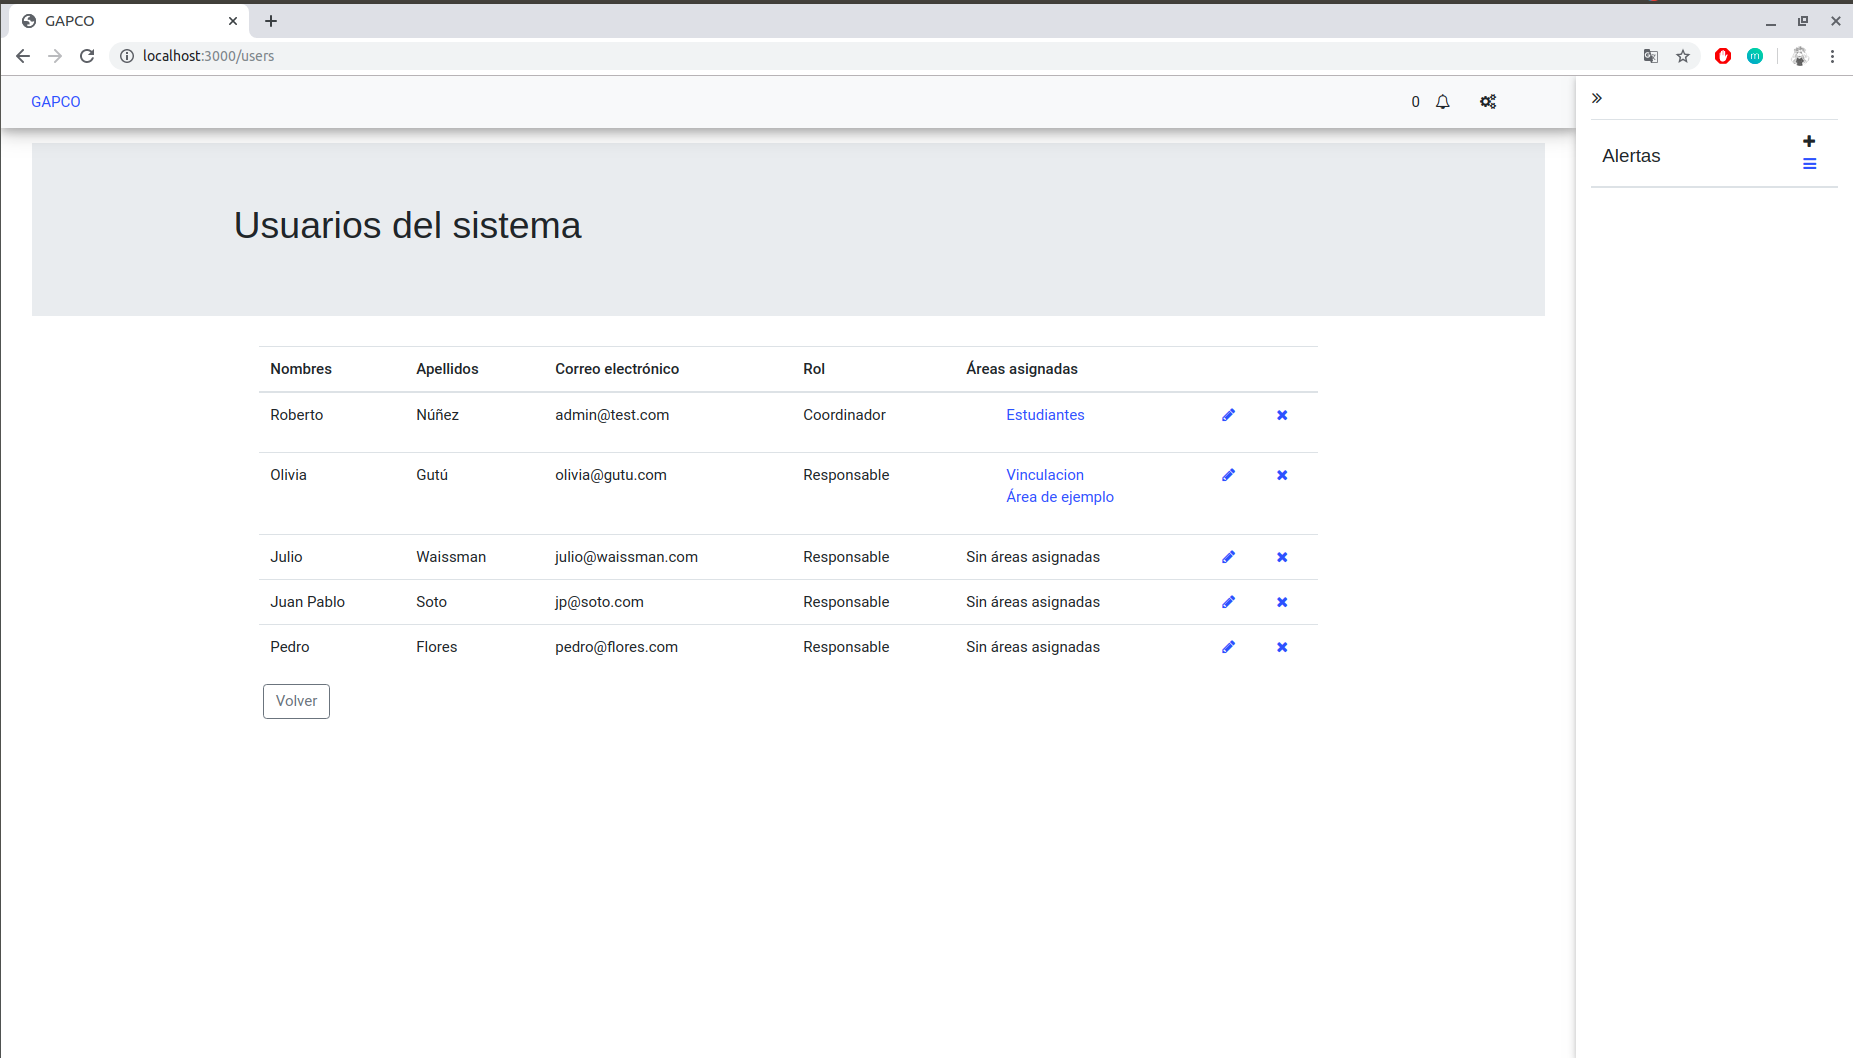 GAPCO
localhost:3000/users
GAPCO
0
Alertas
Usuarios del sistema
Nombres Apellidos Correo electrónico Rol Áreas asignadas
Roberto Núñez admin@test.com Coordinador Estudiantes
Olivia Gutú olivia@gutu.com Responsable Vinculacion
Área de ejemplo
Julio Waissman julio@waissman.com Responsable Sin áreas asignadas
Juan Pablo Soto jp@soto.com Responsable Sin áreas asignadas
Pedro Flores pedro@flores.com Responsable Sin áreas asignadas
Volver